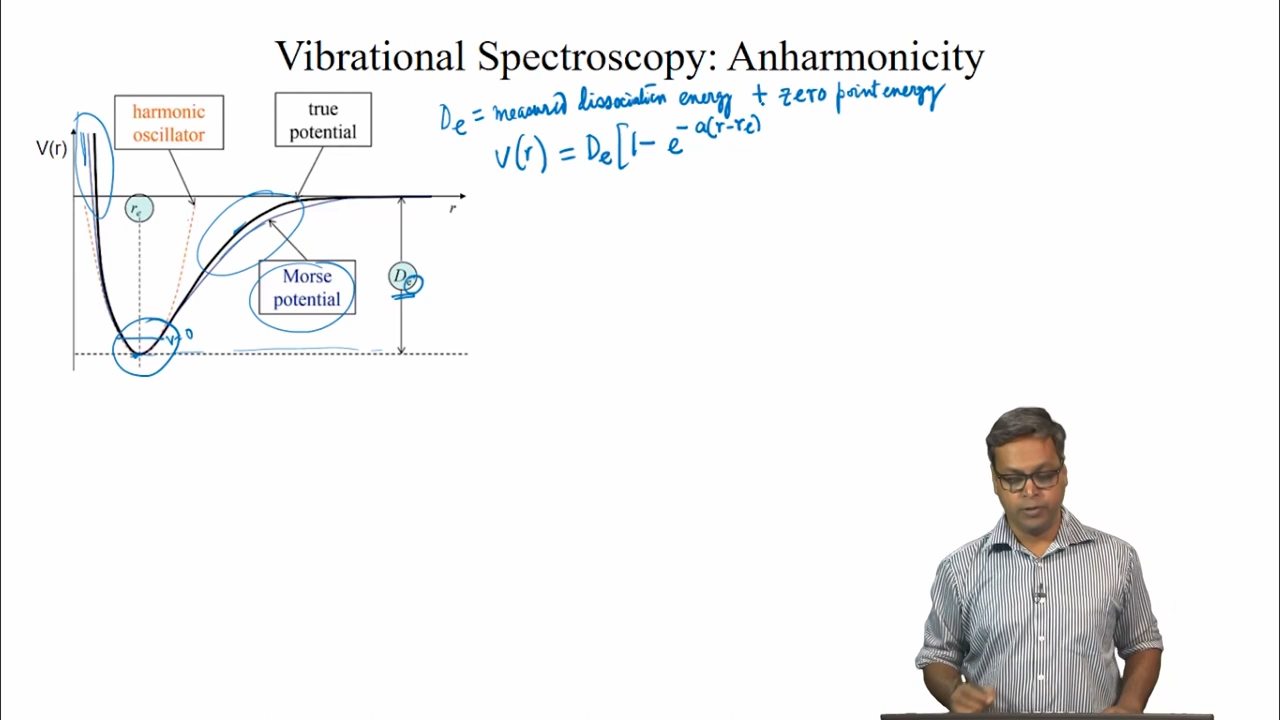 Vibrational Spectroscopy: Anharmonicity
De = measured dissociation energy + zero point energy
V(r) = De [1 - e^-a(r-re)
harmonic
oscillator
true
potential
V(r)
re
r
Morse
potential
De
v=0